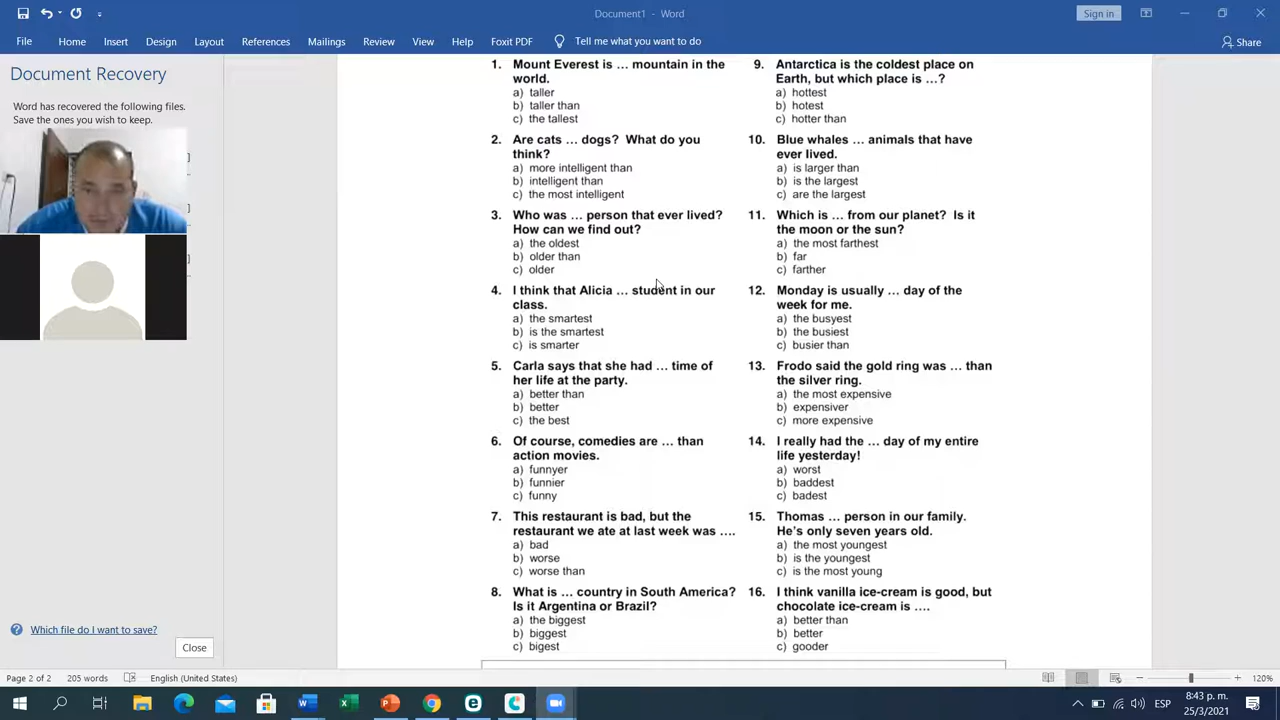 Document1 - Word
Sign in
File Home Insert Design Layout References Mailings Review View Help Foxit PDF Tell me what you want to do Share
Document Recovery
Word has recovered the following files.
Save the ones you wish to keep.
Which file do I want to save?
Close
1. Mount Everest is … mountain in the
world.
a) taller
b) taller than
c) the tallest
2. Are cats … dogs? What do you
think?
a) more intelligent than
b) intelligent than
c) the most intelligent
3. Who was … person that ever lived?
How can we find out?
a) the oldest
b) older than
c) older
4. I think that Alicia … student in our
class.
a) the smartest
b) is the smartest
c) is smarter
5. Carla says that she had … time of
her life at the party.
a) better than
b) better
c) the best
6. Of course, comedies are … than
action movies.
a) funnyer
b) funnier
c) funny
7. This restaurant is bad, but the
restaurant we ate at last week was ….
a) bad
b) worse
c) worse than
8. What is … country in South America?
Is it Argentina or Brazil?
a) the biggest
b) biggest
c) bigest
9. Antarctica is the coldest place on
Earth, but which place is …?
a) hottest
b) hotest
c) hotter than
10. Blue whales … animals that have
ever lived.
a) is larger than
b) is the largest
c) are the largest
11. Which is … from our planet? Is it
the moon or the sun?
a) the most farthest
b) far
c) farther
12. Monday is usually … day of the
week for me.
a) the busyest
b) the busiest
c) busier than
13. Frodo said the gold ring was … than
the silver ring.
a) the most expensive
b) expensiver
c) more expensive
14. I really had the … day of my entire
life yesterday!
a) worst
b) baddest
c) badest
15. Thomas … person in our family.
He's only seven years old.
a) the most youngest
b) is the youngest
c) is the most young
16. I think vanilla ice-cream is good, but
chocolate ice-cream is ….
a) better than
b) better
c) gooder
Page 2 of 2 205 words English (United States) 120%
ESP
8:43 p. m.
25/3/2021